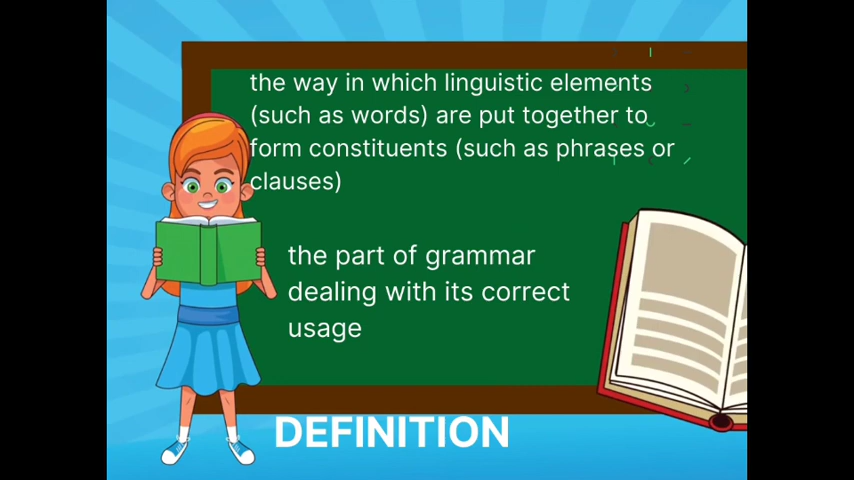 the way in which linguistic elements
(such as words) are put together to
form constituents (such as phrases or
clauses)
the part of grammar
dealing with its correct
usage
DEFINITION